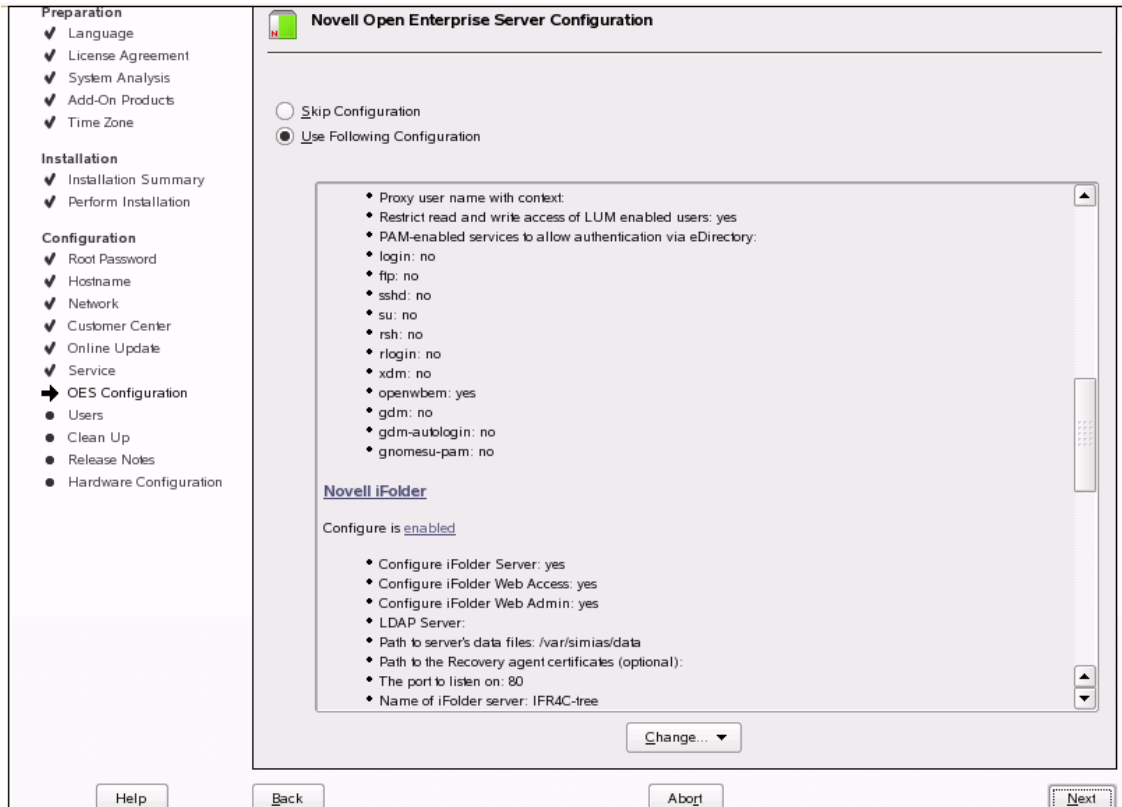 Preparation
Language
License Agreement
System Analysis
Add-On Products
Time Zone
Installation
Installation Summary
Perform Installation
Configuration
Root Password
Hostname
Network
Customer Center
Online Update
Service
OES Configuration
Users
Clean Up
Release Notes
Hardware Configuration
N
Novell Open Enterprise Server Configuration
Skip Configuration
Use Following Configuration
Proxy user name with context:
Restrict read and write access of LUM enabled users: yes
PAM-enabled services to allow authentication via eDirectory:
login: no
ftp: no
sshd: no
su: no
rsh: no
rlogin: no
xdm: no
openwbem: yes
gdm: no
gdm-autologin: no
gnomesu-pam: no
Novell iFolder
Configure is enabled
Configure iFolder Server: yes
Configure iFolder Web Access: yes
Configure iFolder Web Admin: yes
LDAP Server:
Path to server's data files: /var/simias/data
Path to the Recovery agent certificates (optional):
The port to listen on: 80
Name of iFolder server: IFR4C-tree
Change...
Help
Back
Abort
Next